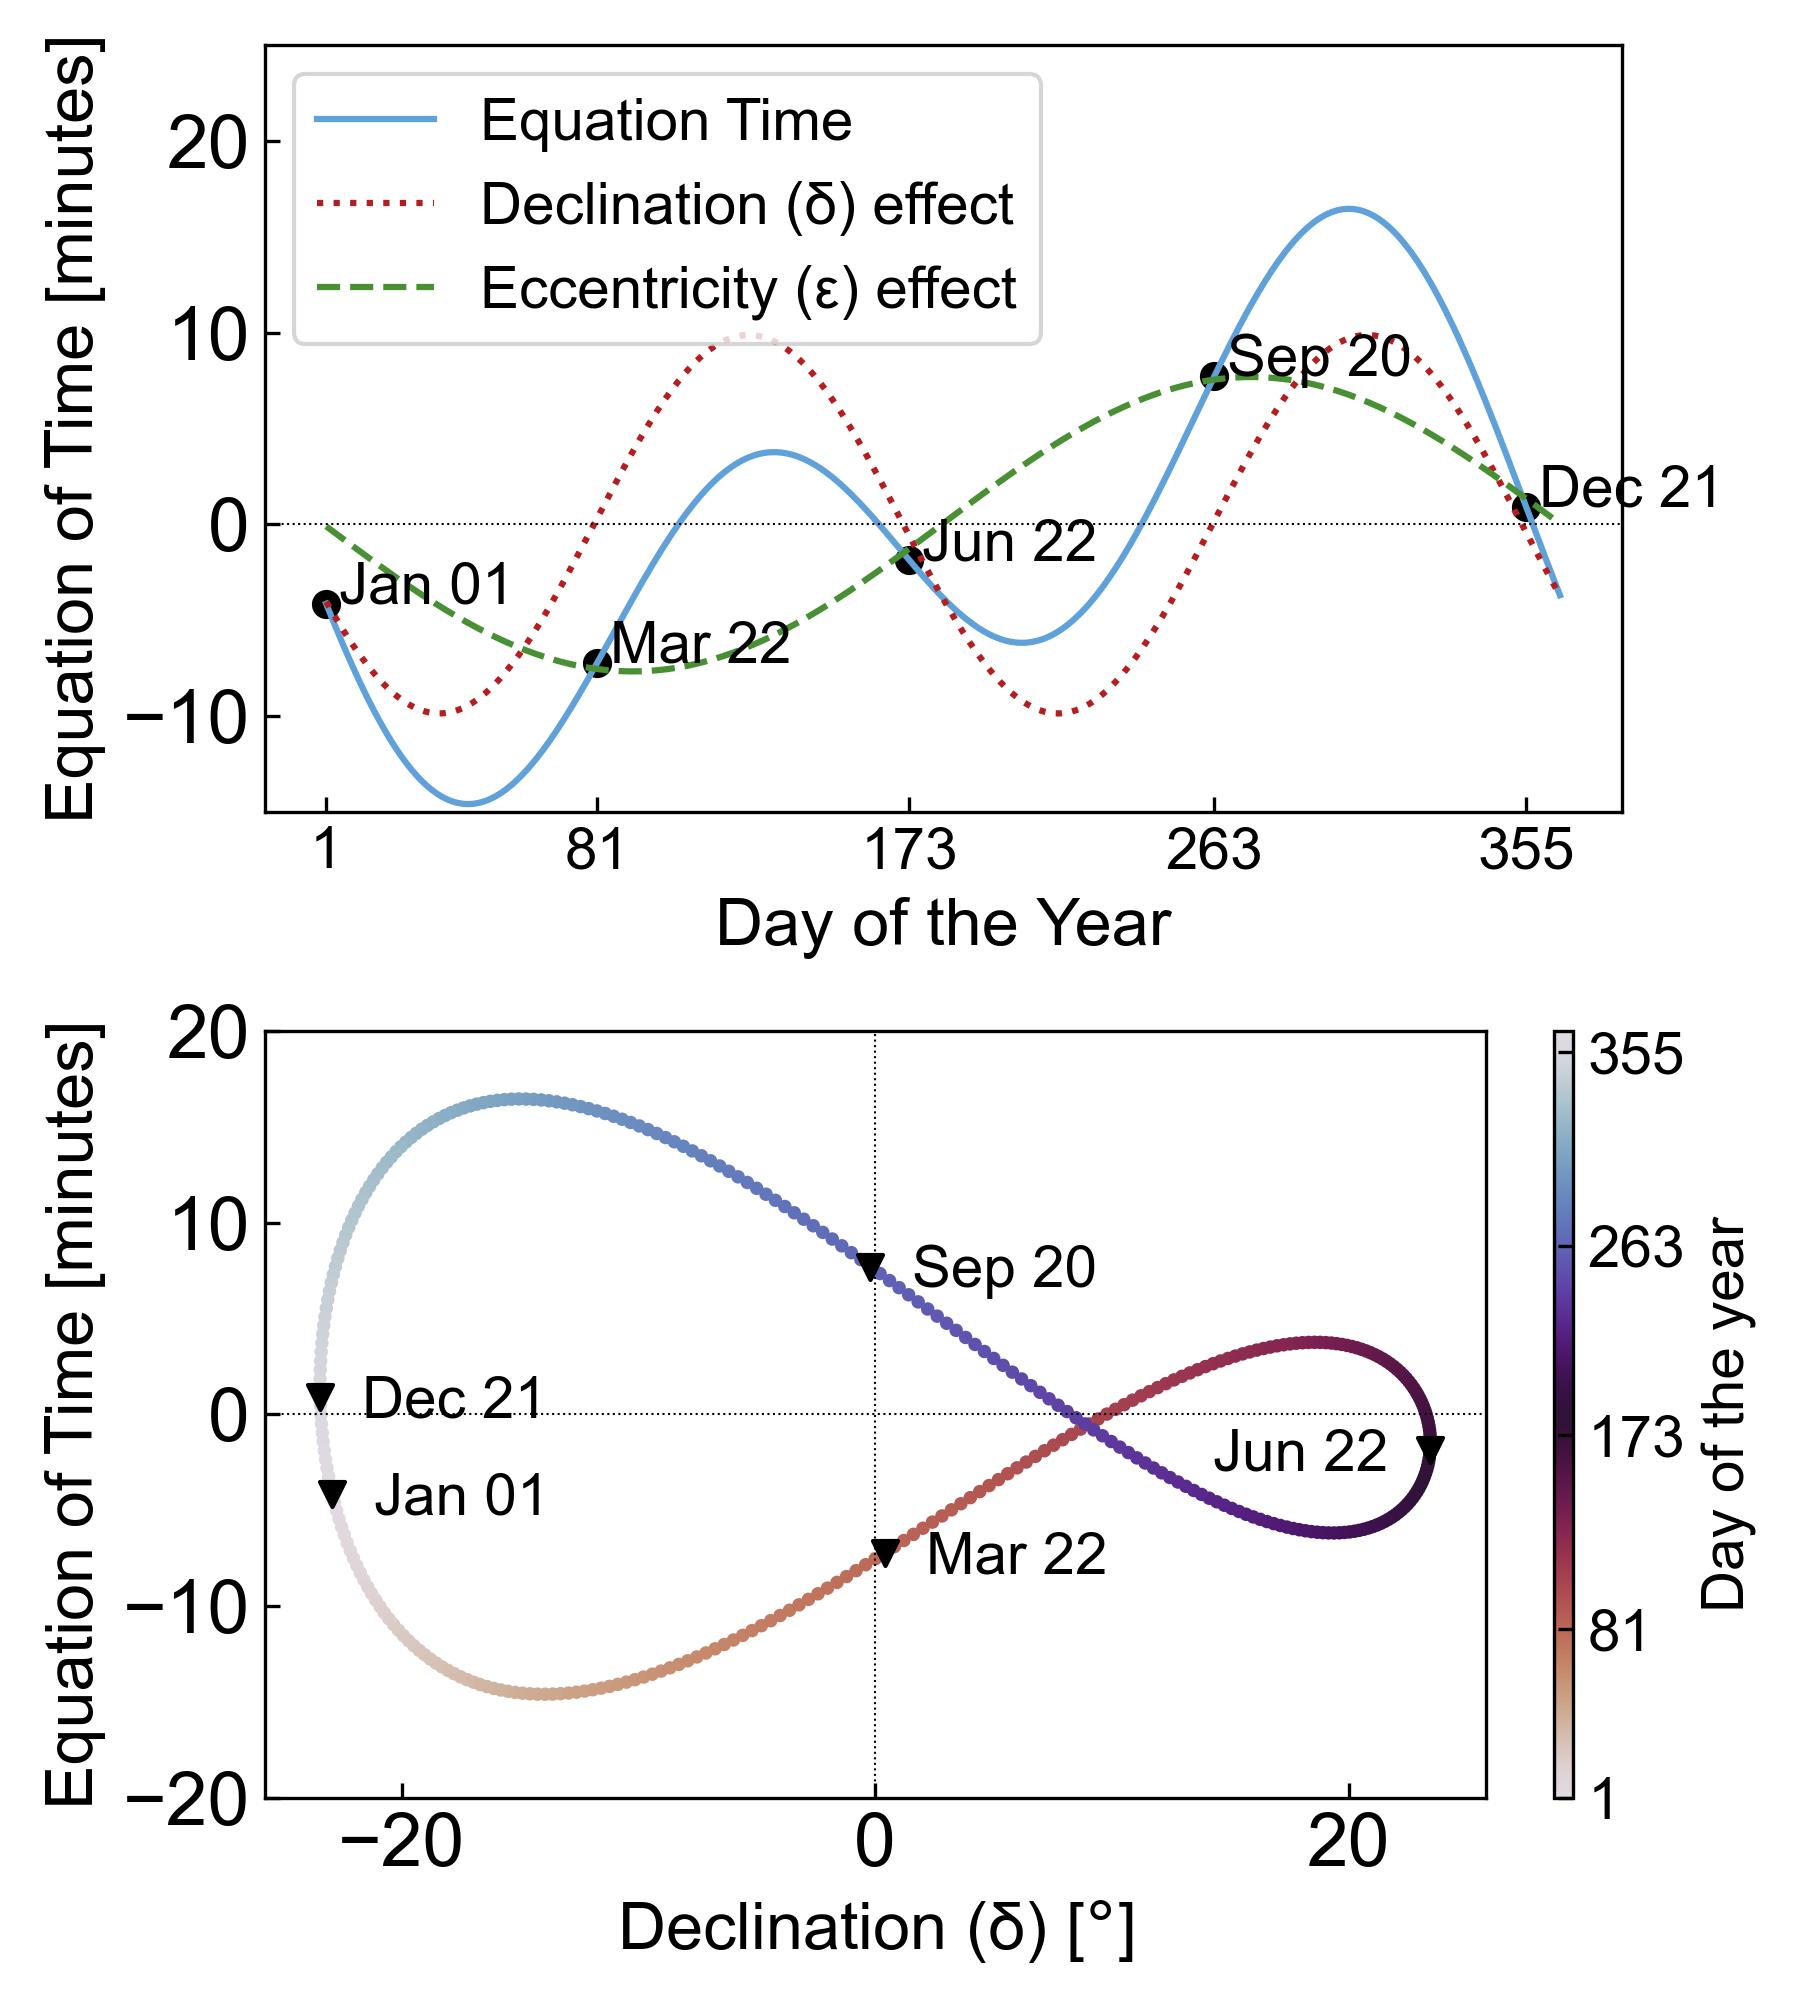 Equation of Time [minutes]
20
10
0
−10
Equation Time
Declination (δ) effect
Eccentricity (ε) effect
Jan 01
Mar 22
Jun 22
Sep 20
Dec 21
1
81
173
263
355
Day of the Year
Equation of Time [minutes]
20
10
0
−10
−20
Sep 20
Dec 21
Jan 01
Jun 22
Mar 22
−20
0
20
Declination (δ) [°]
355
263
173
81
1
Day of the year